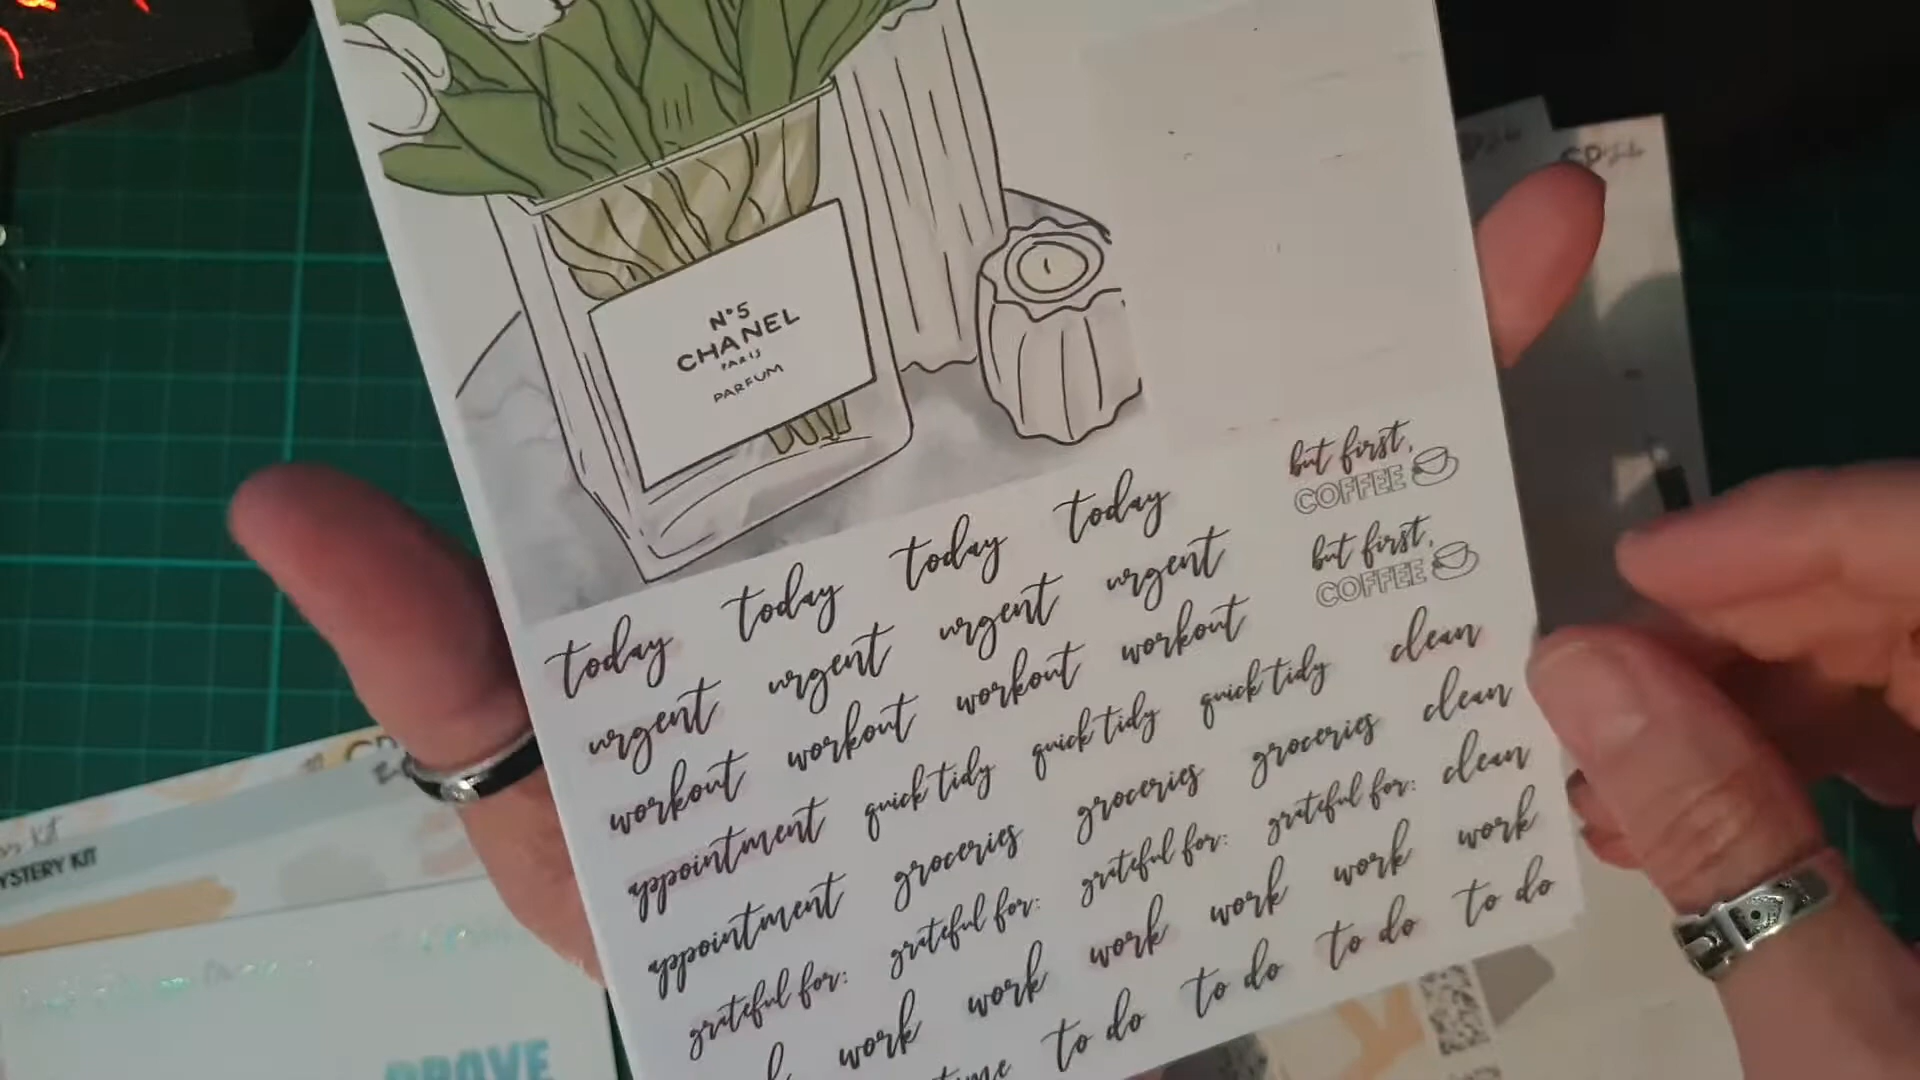 N°5
CHANEL
PARIS
PARFUM
but first,
COFFEE
but first,
COFFEE
today today today today
urgent urgent urgent urgent
workout workout workout workout
appointment quick tidy quick tidy quick tidy clean
appointment groceries groceries groceries clean
grateful for: grateful for: grateful for: grateful for: clean
work work work work work work
to do to do to do to do
Kit
MYSTERY KIT
BRAVE